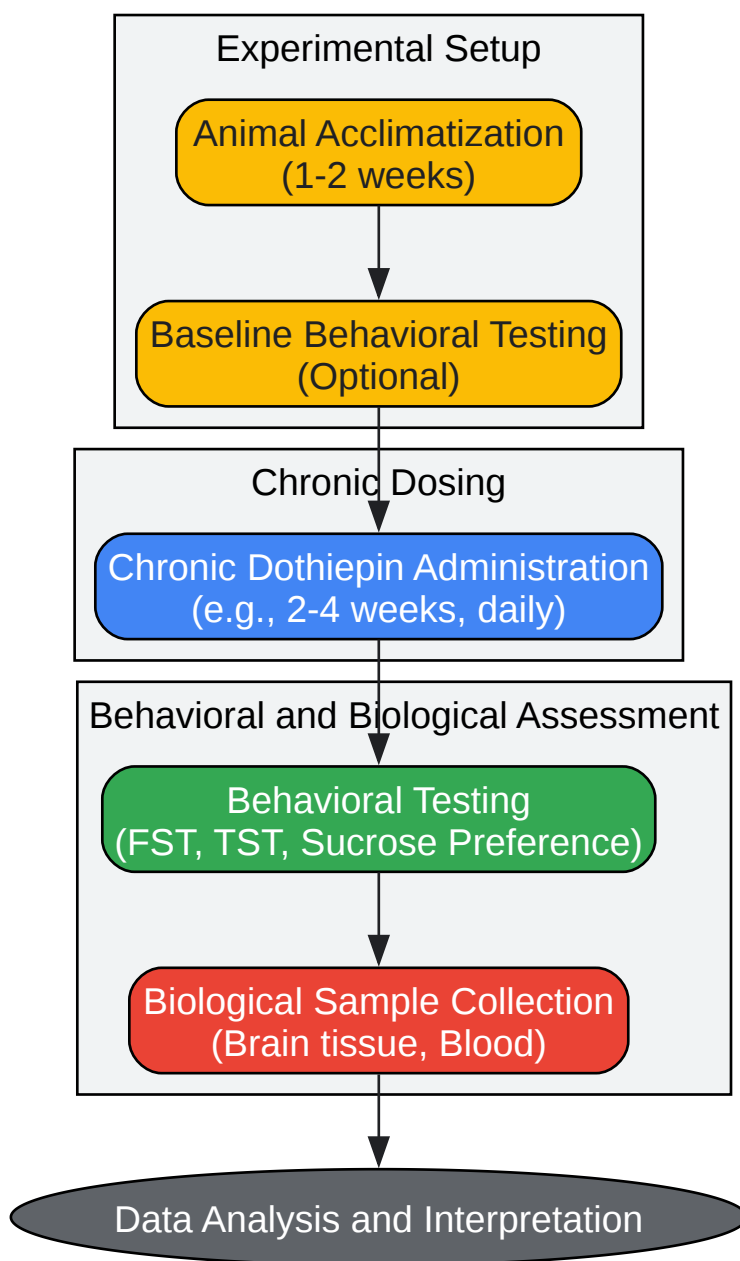 Experimental Setup
Animal Acclimatization
(1-2 weeks)
Baseline Behavioral Testing
(Optional)
Chronic Dosing
Chronic Dothiepin Administration
(e.g., 2-4 weeks, daily)
Behavioral and Biological Assessment
Behavioral Testing
(FST, TST, Sucrose Preference)
Biological Sample Collection
(Brain tissue, Blood)
Data Analysis and Interpretation